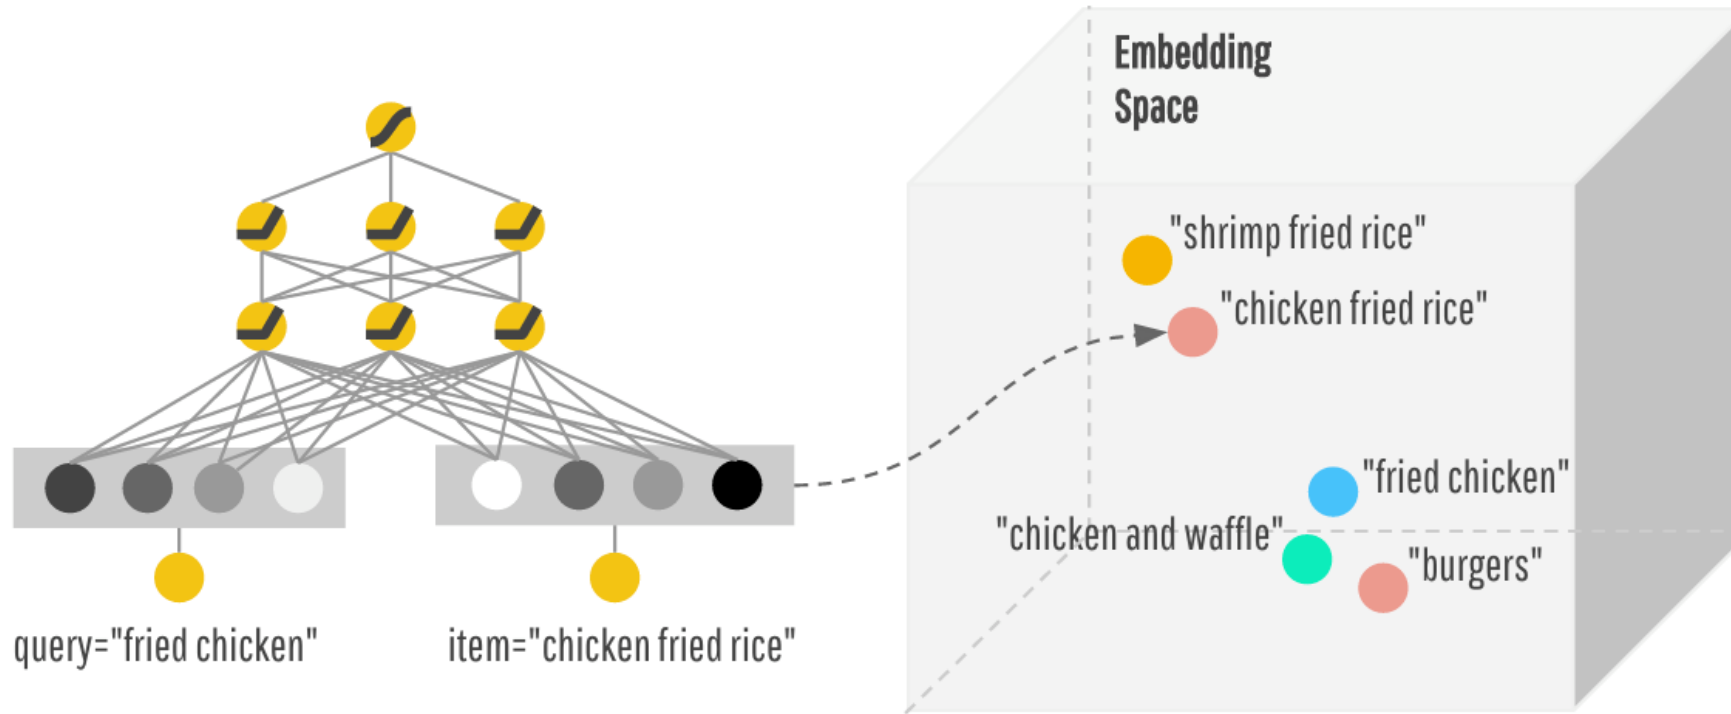 Embedding
Space
"shrimp fried rice"
"chicken fried rice"
"fried chicken"
"chicken and waffle"
"burgers"
query="fried chicken"
item="chicken fried rice"